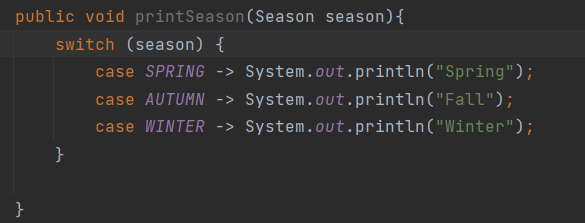 public void printSeason(Season season){
    switch (season) {
        case SPRING -> System.out.println("Spring");
        case AUTUMN -> System.out.println("Fall");
        case WINTER -> System.out.println("Winter");
    }
}